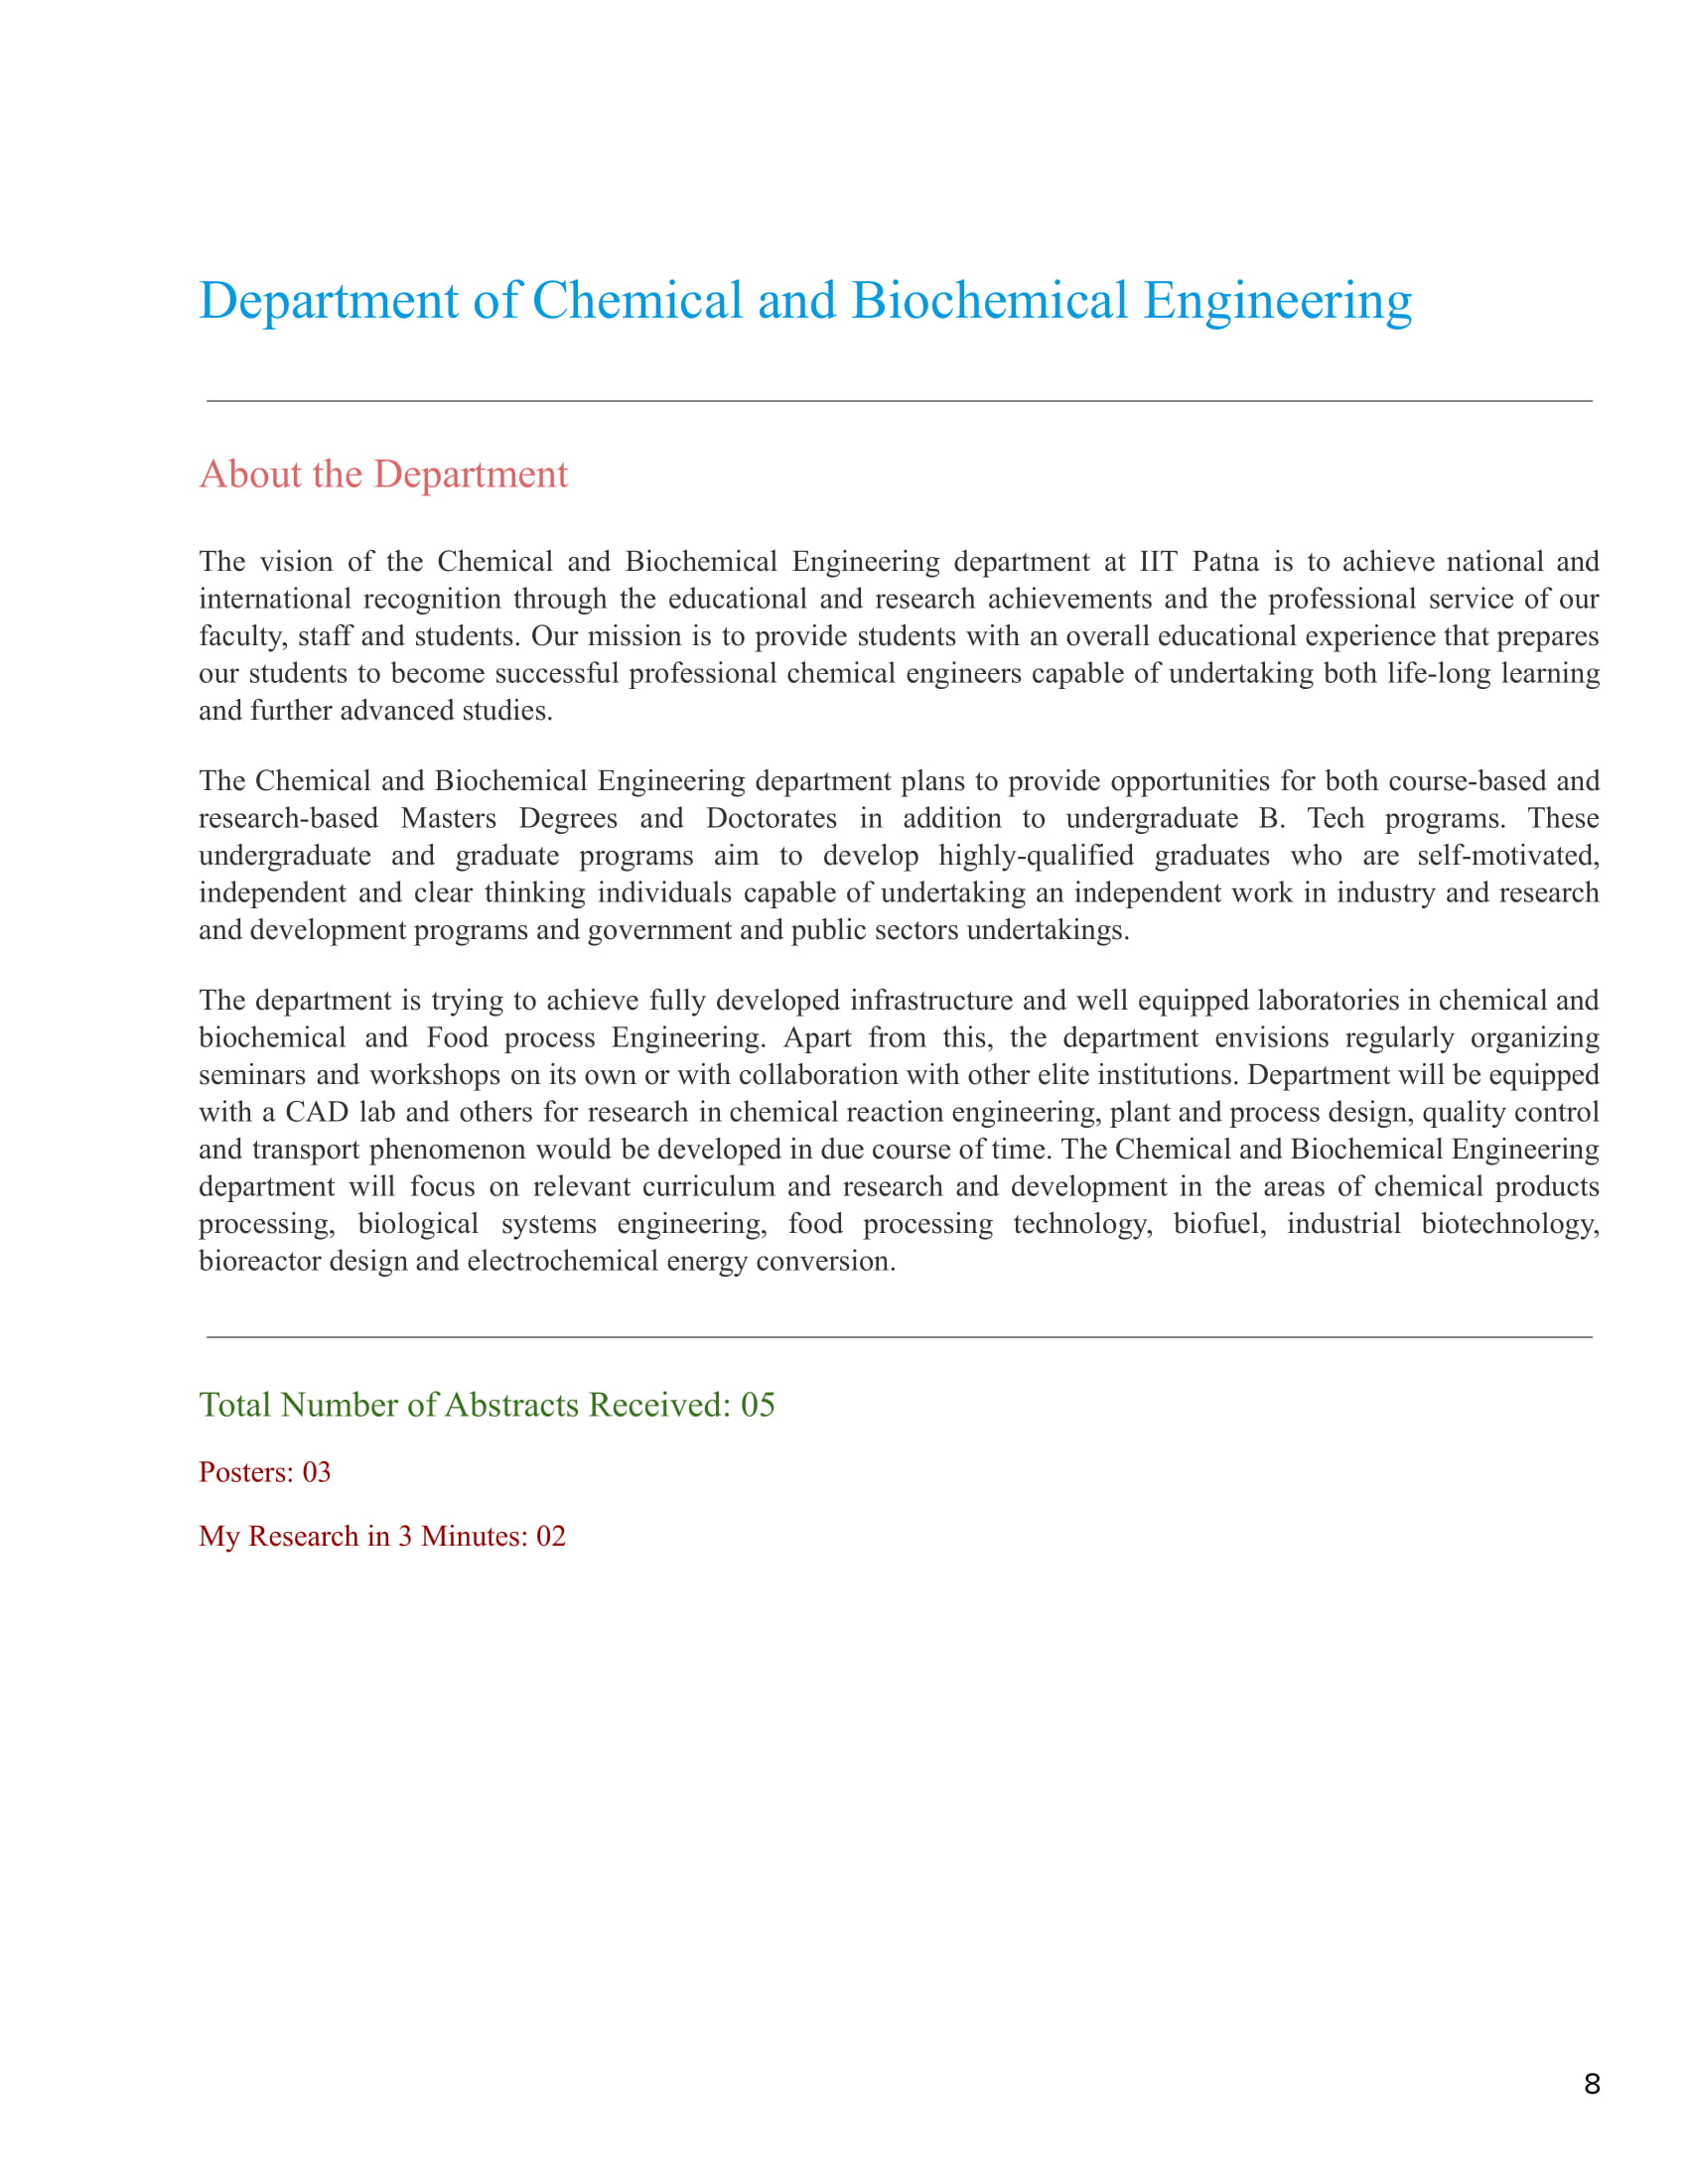 Department of Chemical and Biochemical Engineering
About the Department
The vision of the Chemical and Biochemical Engineering department at IIT Patna is to achieve national and
international recognition through the educational and research achievements and the professional service of our
faculty, staff and students. Our mission is to provide students with an overall educational experience that prepares
our students to become successful professional chemical engineers capable of undertaking both life-long learning
and further advanced studies.
The Chemical and Biochemical Engineering department plans to provide opportunities for both course-based and
research-based Masters Degrees and Doctorates in addition to undergraduate B. Tech programs. These
undergraduate and graduate programs aim to develop highly-qualified graduates who are self-motivated,
independent and clear thinking individuals capable of undertaking an independent work in industry and research
and development programs and government and public sectors undertakings.
The department is trying to achieve fully developed infrastructure and well equipped laboratories in chemical and
biochemical and Food process Engineering. Apart from this, the department envisions regularly organizing
seminars and workshops on its own or with collaboration with other elite institutions. Department will be equipped
with a CAD lab and others for research in chemical reaction engineering, plant and process design, quality control
and transport phenomenon would be developed in due course of time. The Chemical and Biochemical Engineering
department will focus on relevant curriculum and research and development in the areas of chemical products
processing, biological systems engineering, food processing technology, biofuel, industrial biotechnology,
bioreactor design and electrochemical energy conversion.
Total Number of Abstracts Received: 05
Posters: 03
My Research in 3 Minutes: 02
8